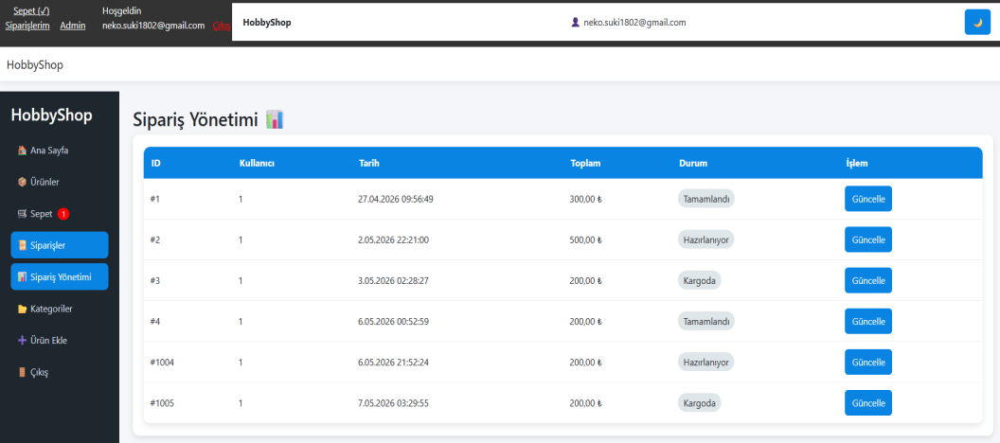 Sepet (√) Hoşgeldin
Siparişlerim Admin neko.suki1802@gmail.com Çıkış
HobbyShop neko.suki1802@gmail.com
HobbyShop
HobbyShop
Ana Sayfa
Ürünler
Sepet 1
Siparişler
Sipariş Yönetimi
Kategoriler
Ürün Ekle
Çıkış
Sipariş Yönetimi
ID Kullanıcı Tarih Toplam Durum İşlem
#1 1 27.04.2026 09:56:49 300,00 ₺ Tamamlandı Güncelle
#2 1 2.05.2026 22:21:00 500,00 ₺ Hazırlanıyor Güncelle
#3 1 3.05.2026 02:28:27 200,00 ₺ Kargoda Güncelle
#4 1 6.05.2026 00:52:59 200,00 ₺ Tamamlandı Güncelle
#1004 1 6.05.2026 21:52:24 200,00 ₺ Hazırlanıyor Güncelle
#1005 1 7.05.2026 03:29:55 200,00 ₺ Kargoda Güncelle